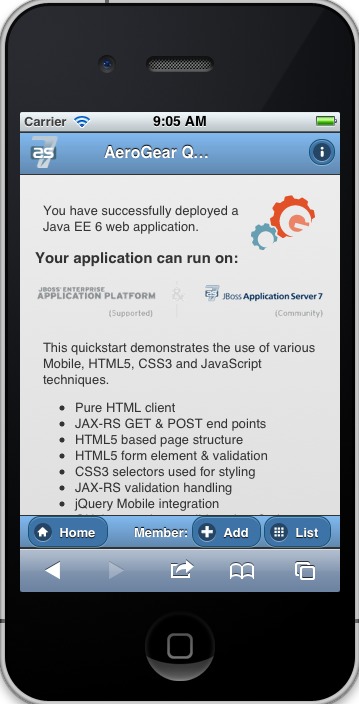 Carrier 9:05 AM
as 7
AeroGear Q...
You have successfully deployed a
Java EE 6 web application.
Your application can run on:
JBOSS ENTERPRISE
APPLICATION PLATFORM
(Supported)
&
JBoss Application Server 7
(Community)
This quickstart demonstrates the use of various
Mobile, HTML5, CSS3 and JavaScript
techniques.
• Pure HTML client
• JAX-RS GET & POST end points
• HTML5 based page structure
• HTML5 form element & validation
• CSS3 selectors used for styling
• JAX-RS validation handling
• jQuery Mobile integration
Home Member: Add List